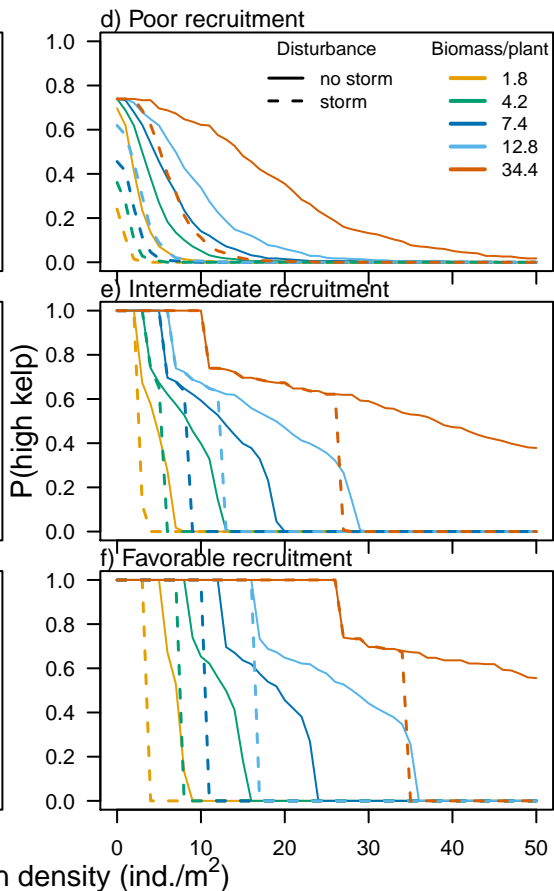 d) Poor recruitment
Disturbance
no storm
storm
Biomass/plant
1.8
4.2
7.4
12.8
34.4
1.0
0.8
0.6
0.4
0.2
0.0
e) Intermediate recruitment
1.0
0.8
0.6
0.4
0.2
0.0
P(high kelp)
f) Favorable recruitment
1.0
0.8
0.6
0.4
0.2
0.0
0 10 20 30 40 50
density (ind./m²)